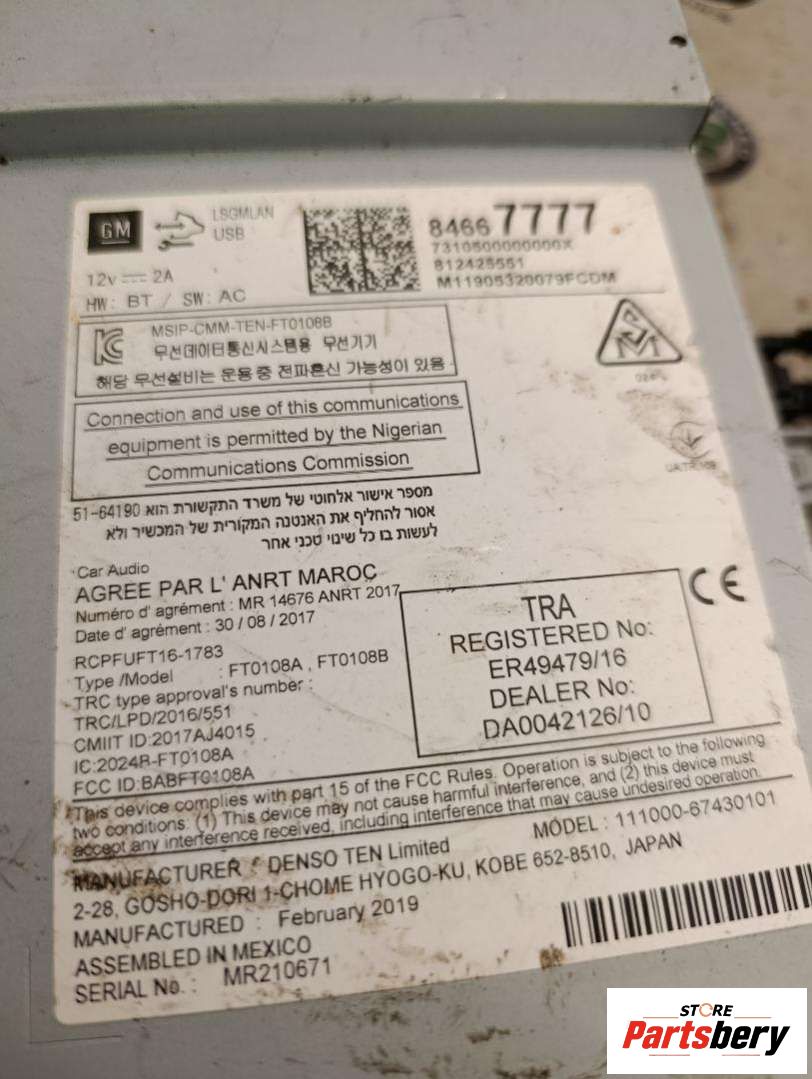 GM
LSGMLAN
USB
84667777
7310500000000X
812425551
M11905320079FCDM
12v 2A
HW: BT / SW: AC
MSIP-CMM-TEN-FT0108B
무선데이터통신시스템용 무선기기
해당 무선설비는 운용 중 전파혼신 가능성이 있음
Connection and use of this communications
equipment is permitted by the Nigerian
Communications Commission
מספר אישור אלחוטי של משרד התקשורת הוא 51-64190
אסור להחליף את האנטנה המקורית של המכשיר ולא
לעשות בו כל שינוי טכני אחר
Car Audio
AGREE PAR L' ANRT MAROC
Numéro d' agrément : MR 14676 ANRT 2017
Date d' agrément : 30 / 08 / 2017
RCPFUFT16-1783
Type /Model : FT0108A , FT0108B
TRC type approval's number :
TRC/LPD/2016/551
CMIIT ID:2017AJ4015
IC:2024B-FT0108A
FCC ID:BABFT0108A
TRA
REGISTERED No:
ER49479/16
DEALER No:
DA0042126/10
CE
This device complies with part 15 of the FCC Rules. Operation is subject to the following
two conditions: (1) This device may not cause harmful interference, and (2) this device must
accept any interference received, including interference that may cause undesired operation.
MODEL : 111000-67430101
MANUFACTURER / DENSO TEN Limited
2-28, GOSHO-DORI 1-CHOME HYOGO-KU, KOBE 652-8510, JAPAN
MANUFACTURED : February 2019
ASSEMBLED IN MEXICO
SERIAL No. : MR210671
STORE
Partsbery